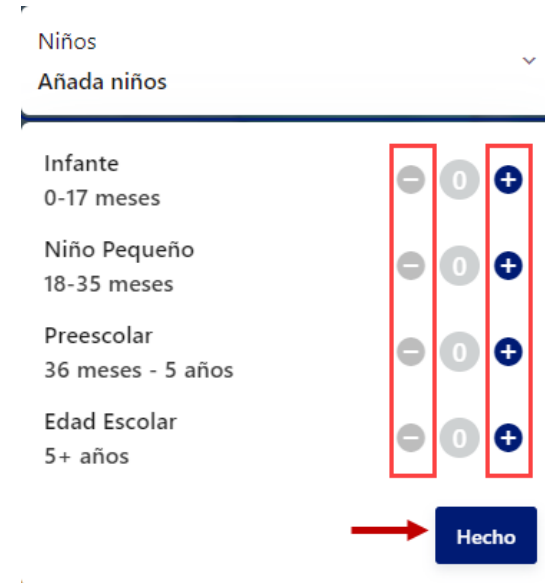 Niños
Añada niños
Infante
0-17 meses
0
Niño Pequeño
18-35 meses
0
Preescolar
36 meses - 5 años
0
Edad Escolar
5+ años
0
Hecho